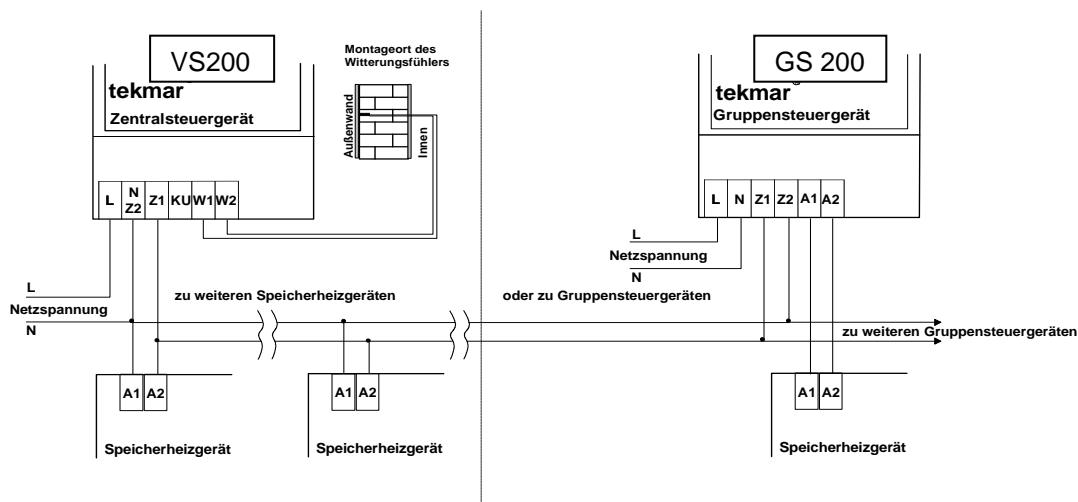 VS200
tekmar
Zentralsteuergerät
L
N
Z2
Z1
KU
W1
W2
Montageort des
Witterungsfühlers
Außenwand
Innen
L
Netzspannung
N
zu weiteren Speicherheizgeräten
A1
A2
Speicherheizgerät
A1
A2
Speicherheizgerät
GS 200
tekmar
Gruppensteuergerät
L
N
Z1
Z2
A1
A2
L
Netzspannung
N
oder zu Gruppensteuergeräten
zu weiteren Gruppensteuergeräten
A1
A2
Speicherheizgerät